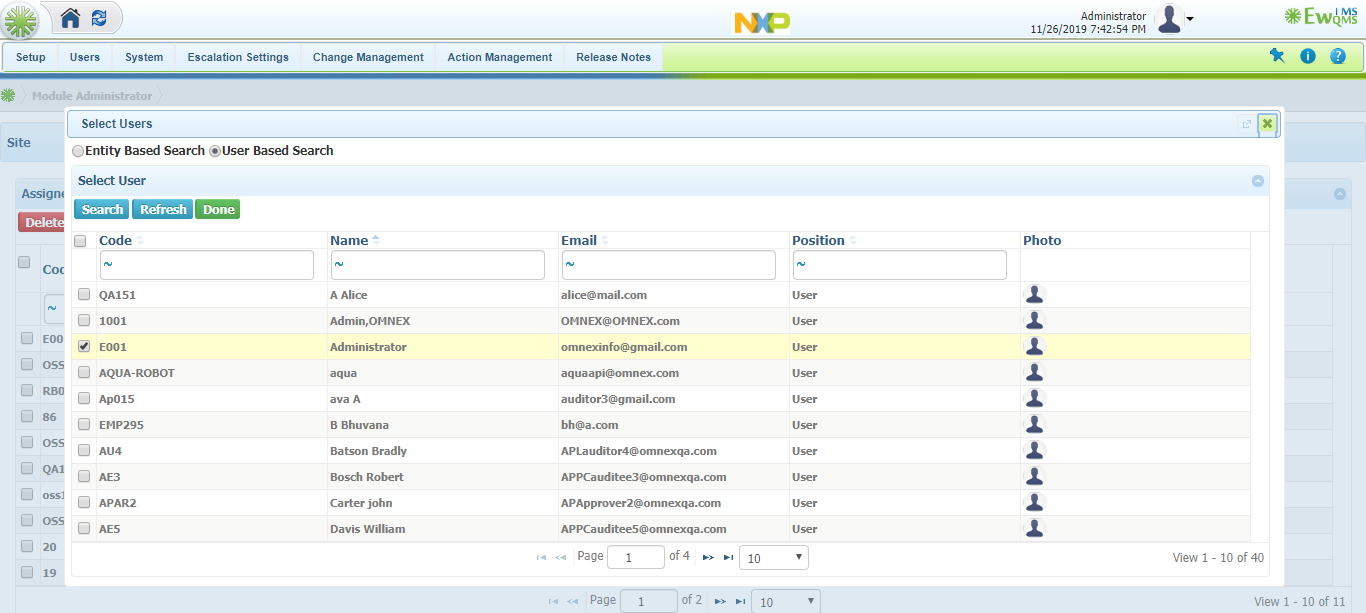 NXP
Administrator
11/26/2019 7:42:54 PM
EwQMS iMS
Setup Users System Escalation Settings Change Management Action Management Release Notes
Module Administrator
Select Users
Site
Entity Based Search User Based Search
Select User
Assigne
Search Refresh Done
Delete
Code Name Email Position Photo
~ ~ ~ ~
Coc
~
QA151 A Alice alice@mail.com User
1001 Admin,OMNEX OMNEX@OMNEX.com User
E00
E001 Administrator omnexinfo@gmail.com User
OSS
AQUA-ROBOT aqua aquaapi@omnex.com User
RB0
Ap015 ava A auditor3@gmail.com User
86
EMP295 B Bhuvana bh@a.com User
OSS
AU4 Batson Bradly APLauditor4@omnexqa.com User
QA1
AE3 Bosch Robert APPCauditee3@omnexqa.com User
oss1
APAR2 Carter john APApprover2@omnexqa.com User
OSS
AE5 Davis William APPCauditee5@omnexqa.com User
20
Page 1 of 4 10 View 1 - 10 of 40
19
Page 1 of 2 10 View 1 - 10 of 11